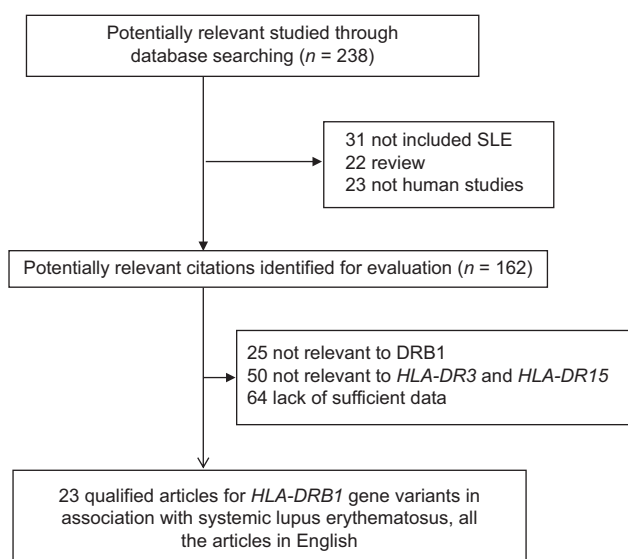 Potentially relevant studied through
database searching (n = 238)
31 not included SLE
22 review
23 not human studies
Potentially relevant citations identified for evaluation (n = 162)
25 not relevant to DRB1
50 not relevant to HLA-DR3 and HLA-DR15
64 lack of sufficient data
23 qualified articles for HLA-DRB1 gene variants in
association with systemic lupus erythematosus, all
the articles in English